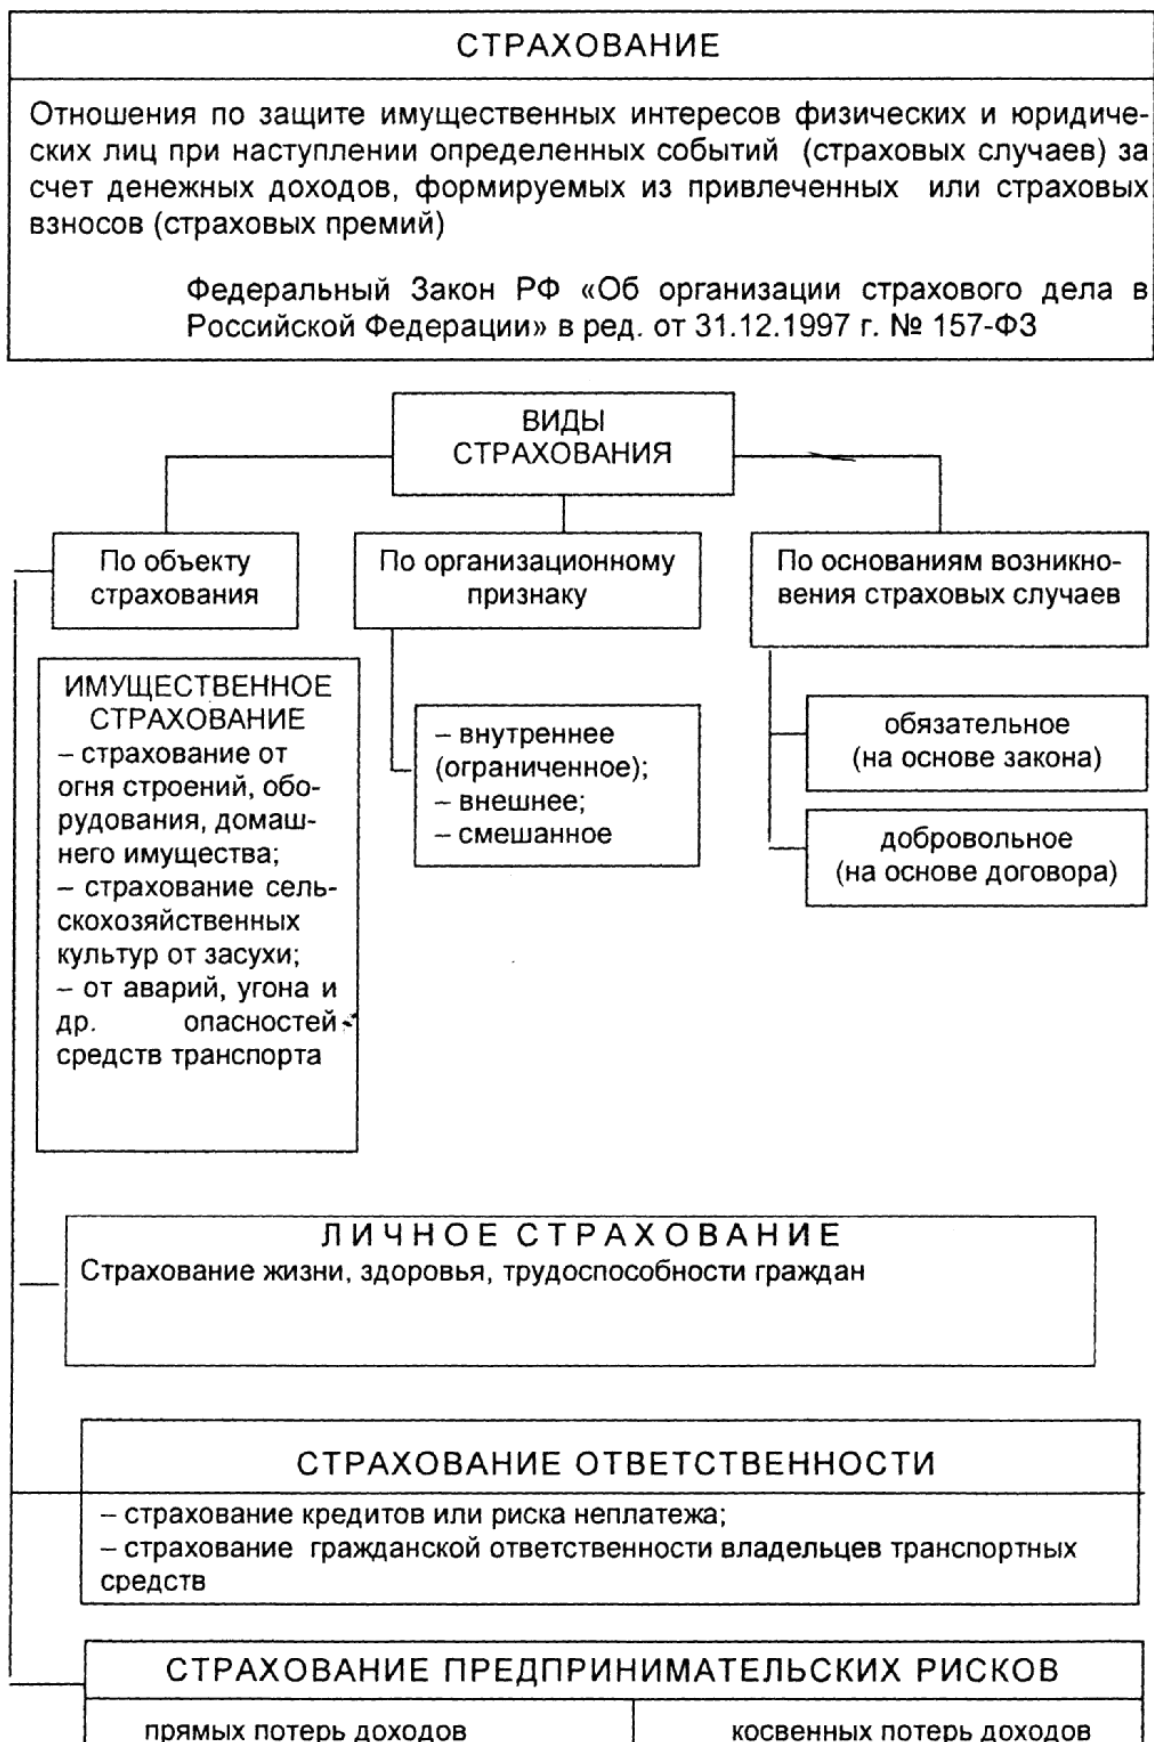 СТРАХОВАНИЕ
Отношения по защите имущественных интересов физических и юридиче-
ских лиц при наступлении определенных событий (страховых случаев) за
счет денежных доходов, формируемых из привлеченных или страховых
взносов (страховых премий)
Федеральный Закон РФ «Об организации страхового дела в
Российской Федерации» в ред. от 31.12.1997 г. № 157-ФЗ
ВИДЫ
СТРАХОВАНИЯ
По объекту
страхования
По организационному
признаку
По основаниям возникно-
вения страховых случаев
ИМУЩЕСТВЕННОЕ
СТРАХОВАНИЕ
– страхование от
огня строений, обо-
рудования, домаш-
него имущества;
– страхование сель-
скохозяйственных
культур от засухи;
– от аварий, угона и
др. опасностей
средств транспорта
– внутреннее
(ограниченное);
– внешнее;
– смешанное
обязательное
(на основе закона)
добровольное
(на основе договора)
ЛИЧНОЕ СТРАХОВАНИЕ
Страхование жизни, здоровья, трудоспособности граждан
СТРАХОВАНИЕ ОТВЕТСТВЕННОСТИ
– страхование кредитов или риска неплатежа;
– страхование гражданской ответственности владельцев транспортных
средств
СТРАХОВАНИЕ ПРЕДПРИНИМАТЕЛЬСКИХ РИСКОВ
прямых потерь доходов
косвенных потерь доходов